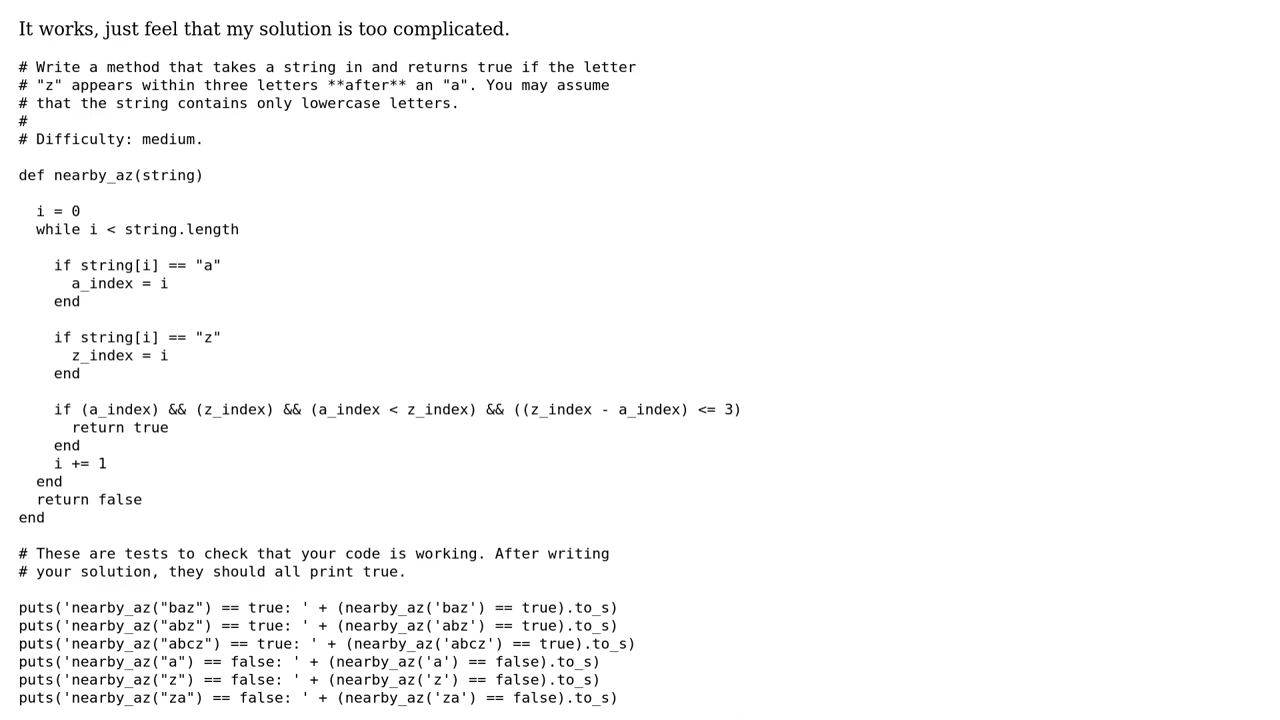 It works, just feel that my solution is too complicated.
# Write a method that takes a string in and returns true if the letter
# "z" appears within three letters **after** an "a". You may assume
# that the string contains only lowercase letters.
#
# Difficulty: medium.
def nearby_az(string)
  i = 0
  while i < string.length
    if string[i] == "a"
      a_index = i
    end
    if string[i] == "z"
      z_index = i
    end
    if (a_index) && (z_index) && (a_index < z_index) && ((z_index - a_index) <= 3)
      return true
    end
    i += 1
  end
  return false
end
# These are tests to check that your code is working. After writing
# your solution, they should all print true.
puts('nearby_az("baz") == true: ' + (nearby_az('baz') == true).to_s)
puts('nearby_az("abz") == true: ' + (nearby_az('abz') == true).to_s)
puts('nearby_az("abcz") == true: ' + (nearby_az('abcz') == true).to_s)
puts('nearby_az("a") == false: ' + (nearby_az('a') == false).to_s)
puts('nearby_az("z") == false: ' + (nearby_az('z') == false).to_s)
puts('nearby_az("za") == false: ' + (nearby_az('za') == false).to_s)